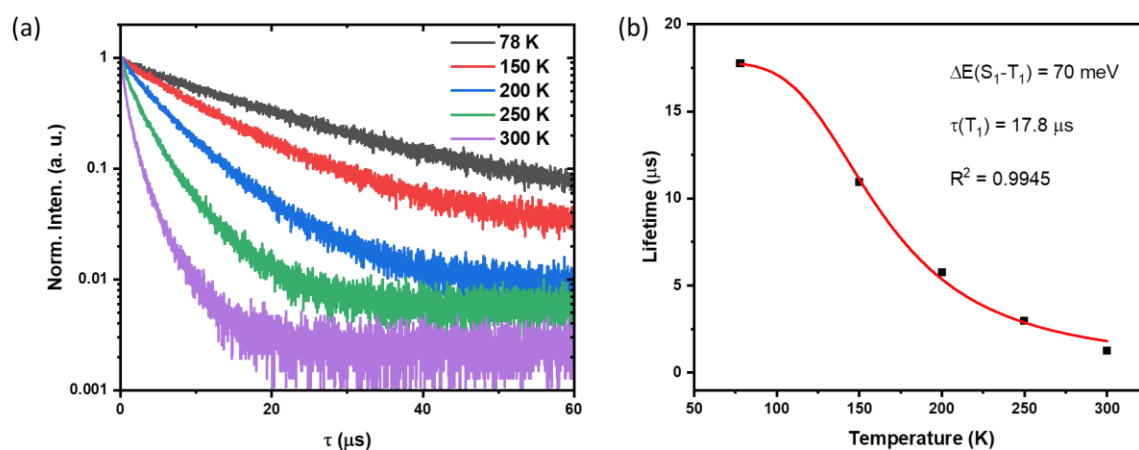 (a)
1
0.1
0.01
0.001
Norm. Inten. (a. u.)
0
20
40
60
τ (μs)
78 K
150 K
200 K
250 K
300 K
(b)
20
15
10
5
0
Lifetime (μs)
50
100
150
200
250
300
Temperature (K)
ΔE(S₁-T₁) = 70 meV
τ(T₁) = 17.8 μs
R² = 0.9945